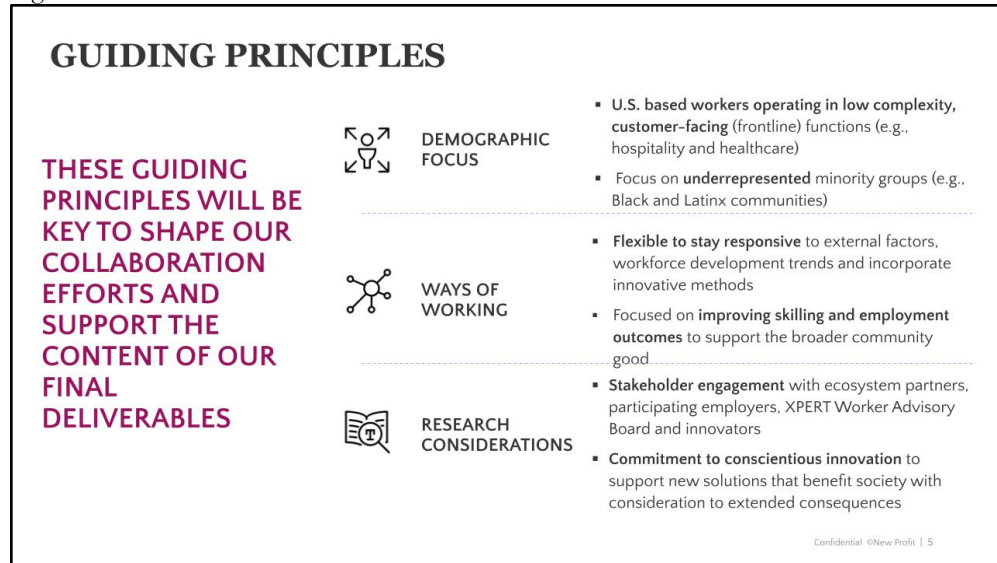 GUIDING PRINCIPLES
THESE GUIDING
PRINCIPLES WILL BE
KEY TO SHAPE OUR
COLLABORATION
EFFORTS AND
SUPPORT THE
CONTENT OF OUR
FINAL
DELIVERABLES
DEMOGRAPHIC
FOCUS
▪ U.S. based workers operating in low complexity,
customer-facing (frontline) functions (e.g.,
hospitality and healthcare)
▪ Focus on underrepresented minority groups (e.g.,
Black and Latinx communities)
WAYS OF
WORKING
▪ Flexible to stay responsive to external factors,
workforce development trends and incorporate
innovative methods
▪ Focused on improving skilling and employment
outcomes to support the broader community
good
RESEARCH
CONSIDERATIONS
▪ Stakeholder engagement with ecosystem partners,
participating employers, XPERT Worker Advisory
Board and innovators
▪ Commitment to conscientious innovation to
support new solutions that benefit society with
consideration to extended consequences
Confidential ©New Profit | 5